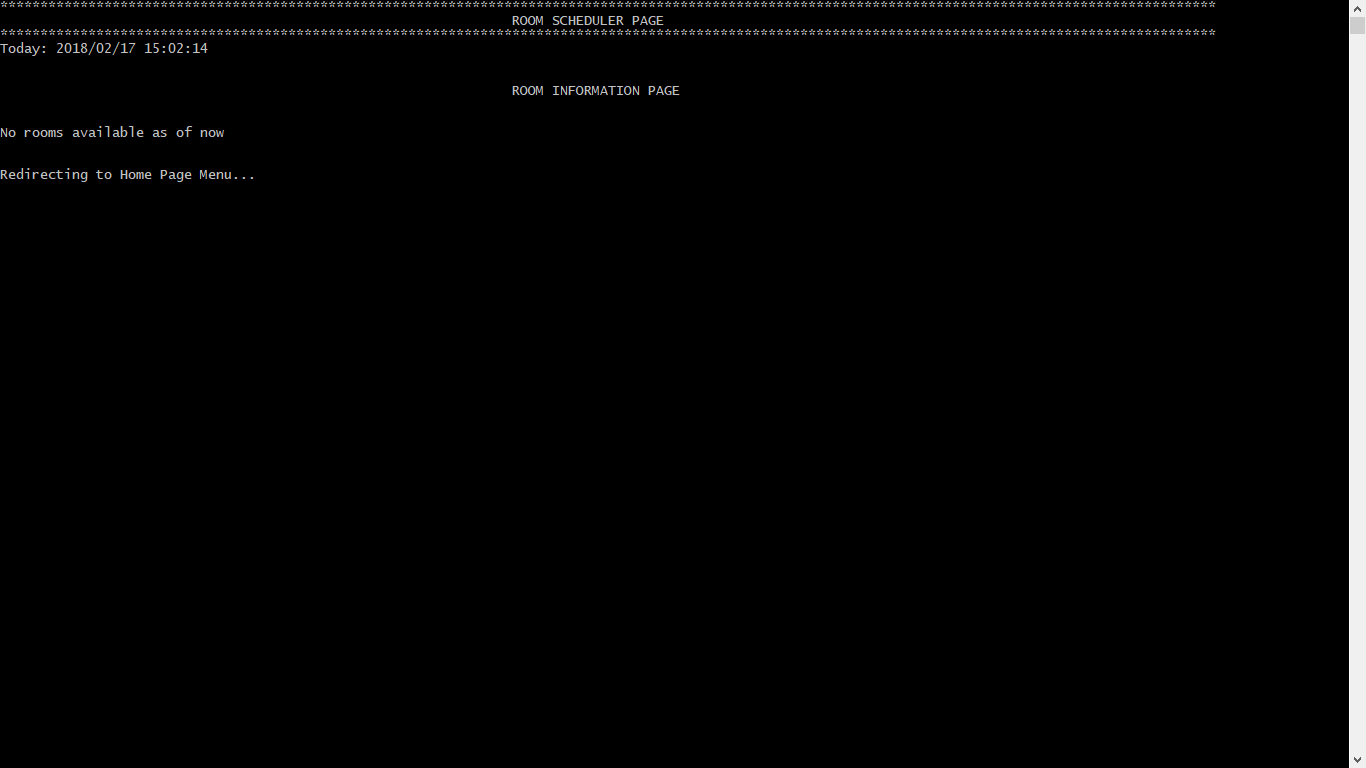 ********************************************************************************************************************************************************
ROOM SCHEDULER PAGE
********************************************************************************************************************************************************
Today: 2018/02/17 15:02:14
ROOM INFORMATION PAGE
No rooms available as of now
Redirecting to Home Page Menu...